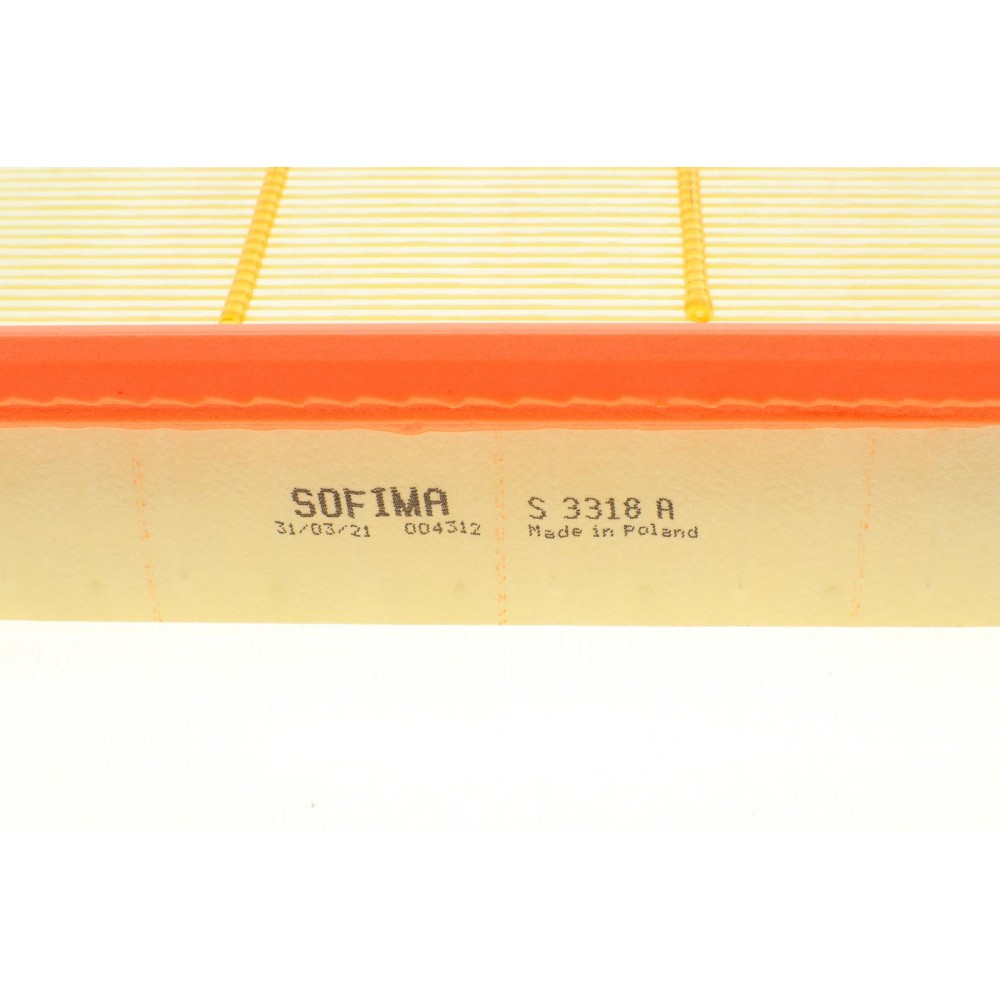 SOFIMA
31/03/21 004312
S 3318 A
Made in Poland